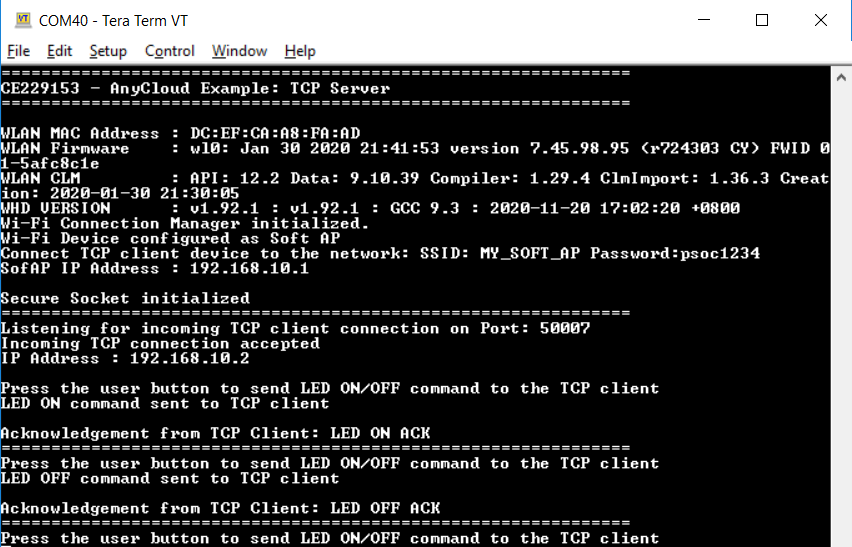 COM40 - Tera Term VT
File Edit Setup Control Window Help
===============================================================
CE229153 - AnyCloud Example: TCP Server
===============================================================
WLAN MAC Address : DC:EF:CA:A8:FA:AD
WLAN Firmware    : wl0: Jan 30 2020 21:41:53 version 7.45.98.95 (r724303 CY) FWID 0
1-5afc8c1e
WLAN CLM         : API: 12.2 Data: 9.10.39 Compiler: 1.29.4 ClmImport: 1.36.3 Creat
ion: 2020-01-30 21:30:05
WHD VERSION      : v1.92.1 : v1.92.1 : GCC 9.3 : 2020-11-20 17:02:20 +0800
Wi-Fi Connection Manager initialized.
Wi-Fi Device configured as Soft AP
Connect TCP client device to the network: SSID: MY_SOFT_AP Password:psoc1234
SofAP IP Address : 192.168.10.1
Secure Socket initialized
===============================================================
Listening for incoming TCP client connection on Port: 50007
Incoming TCP connection accepted
IP Address : 192.168.10.2
Press the user button to send LED ON/OFF command to the TCP client
LED ON command sent to TCP client
Acknowledgement from TCP Client: LED ON ACK
===============================================================
Press the user button to send LED ON/OFF command to the TCP client
LED OFF command sent to TCP client
Acknowledgement from TCP Client: LED OFF ACK
===============================================================
Press the user button to send LED ON/OFF command to the TCP client